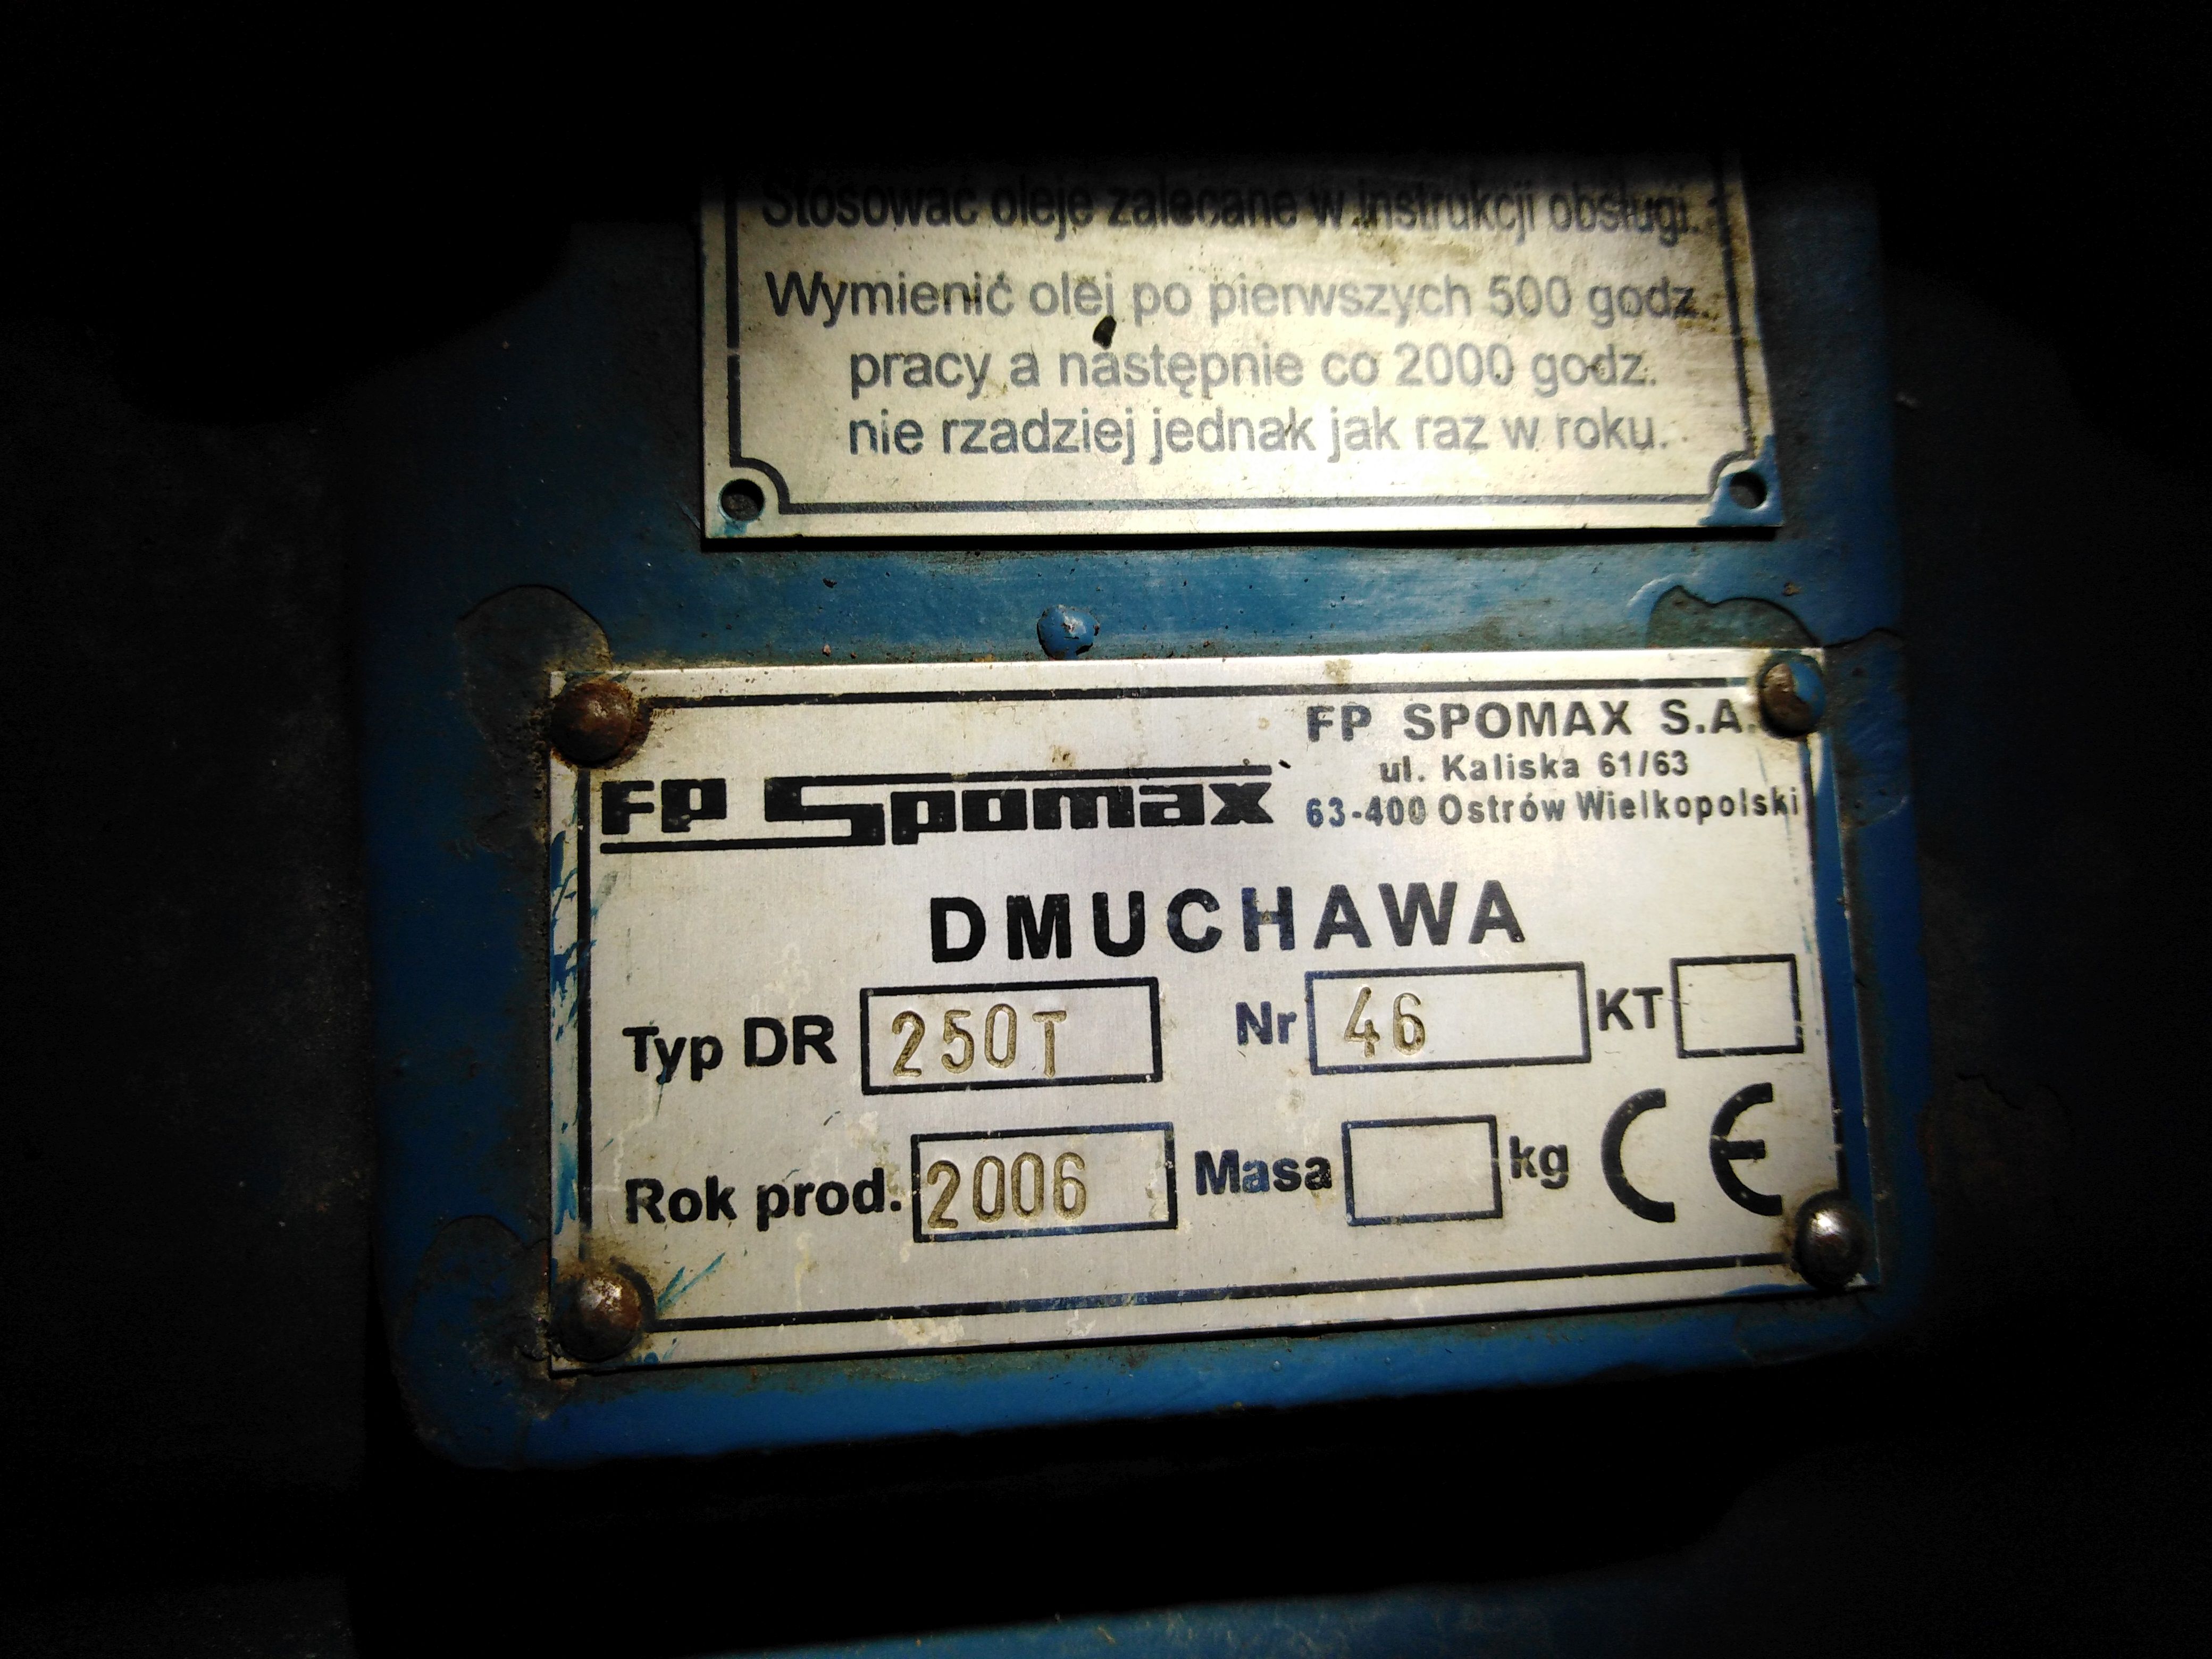 Stosować oleje zalecane w instrukcji obsługi.
Wymienić olej po pierwszych 500 godz.
pracy a następnie co 2000 godz.
nie rzadziej jednak jak raz w roku.
FP Spomax
FP SPOMAX S.A.
ul. Kaliska 61/63
63-400 Ostrów Wielkopolski
DMUCHAWA
Typ DR 250T Nr 46 KT
Rok prod. 2006 Masa kg CE